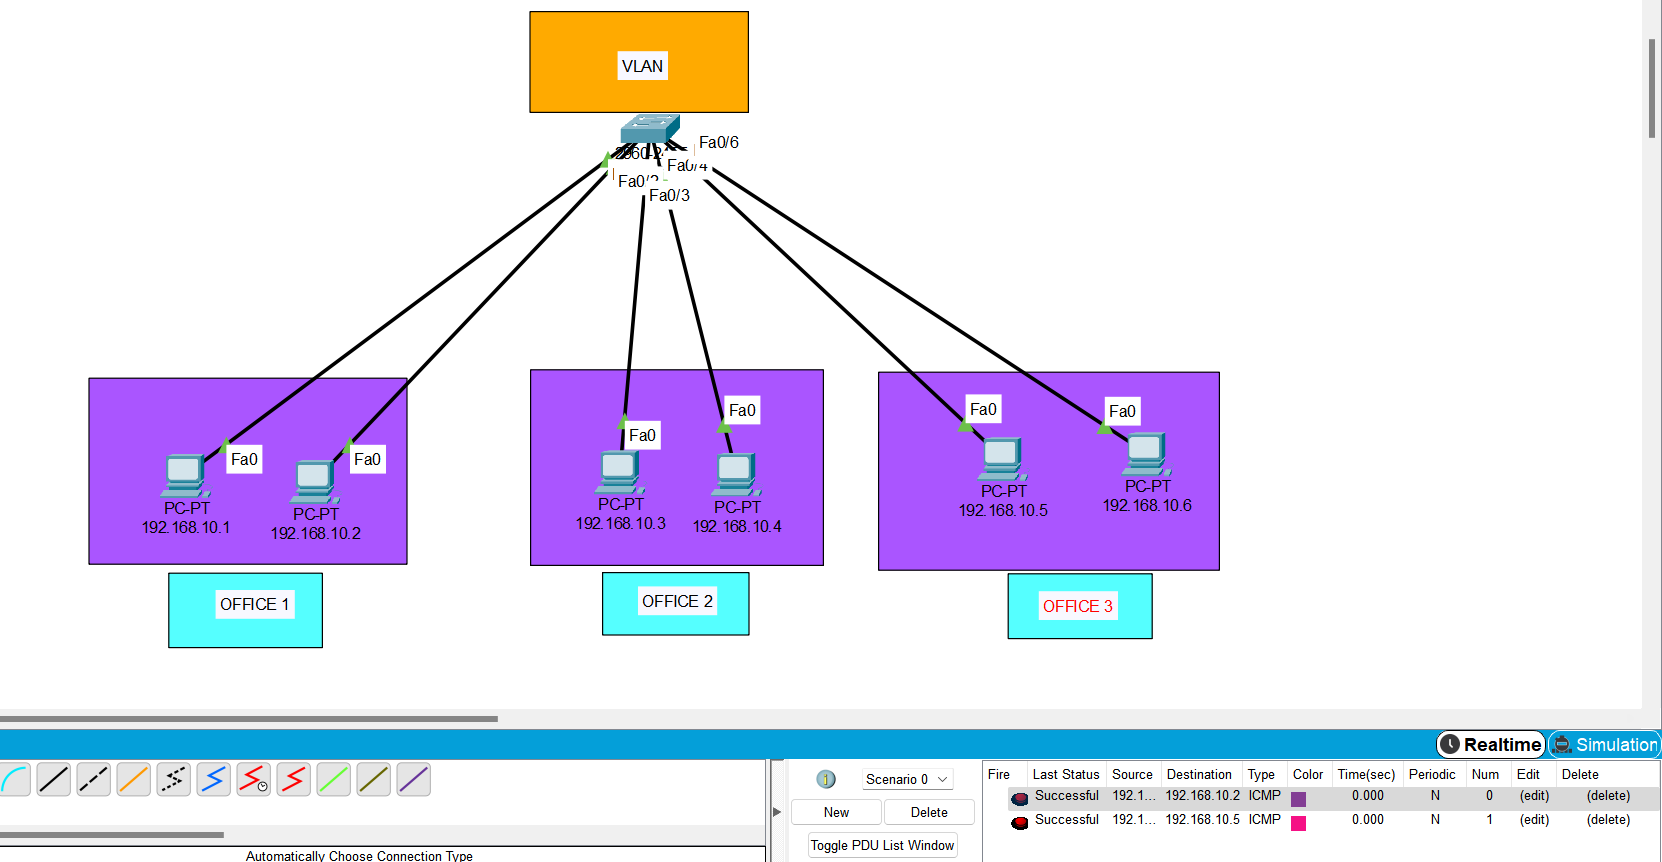 VLAN
Fa0/6
Fa0/4
Fa0/3
Fa0
Fa0
Fa0
Fa0
Fa0
Fa0
PC-PT
192.168.10.1
PC-PT
192.168.10.2
PC-PT
192.168.10.3
PC-PT
192.168.10.4
PC-PT
192.168.10.5
PC-PT
192.168.10.6
OFFICE 1
OFFICE 2
OFFICE 3
Realtime
Simulation
Scenario 0
New
Delete
Toggle PDU List Window
Fire Last Status Source Destination Type Color Time(sec) Periodic Num Edit Delete
Successful 192.1... 192.168.10.2 ICMP 0.000 N 0 (edit) (delete)
Successful 192.1... 192.168.10.5 ICMP 0.000 N 1 (edit) (delete)
Automatically Choose Connection Type